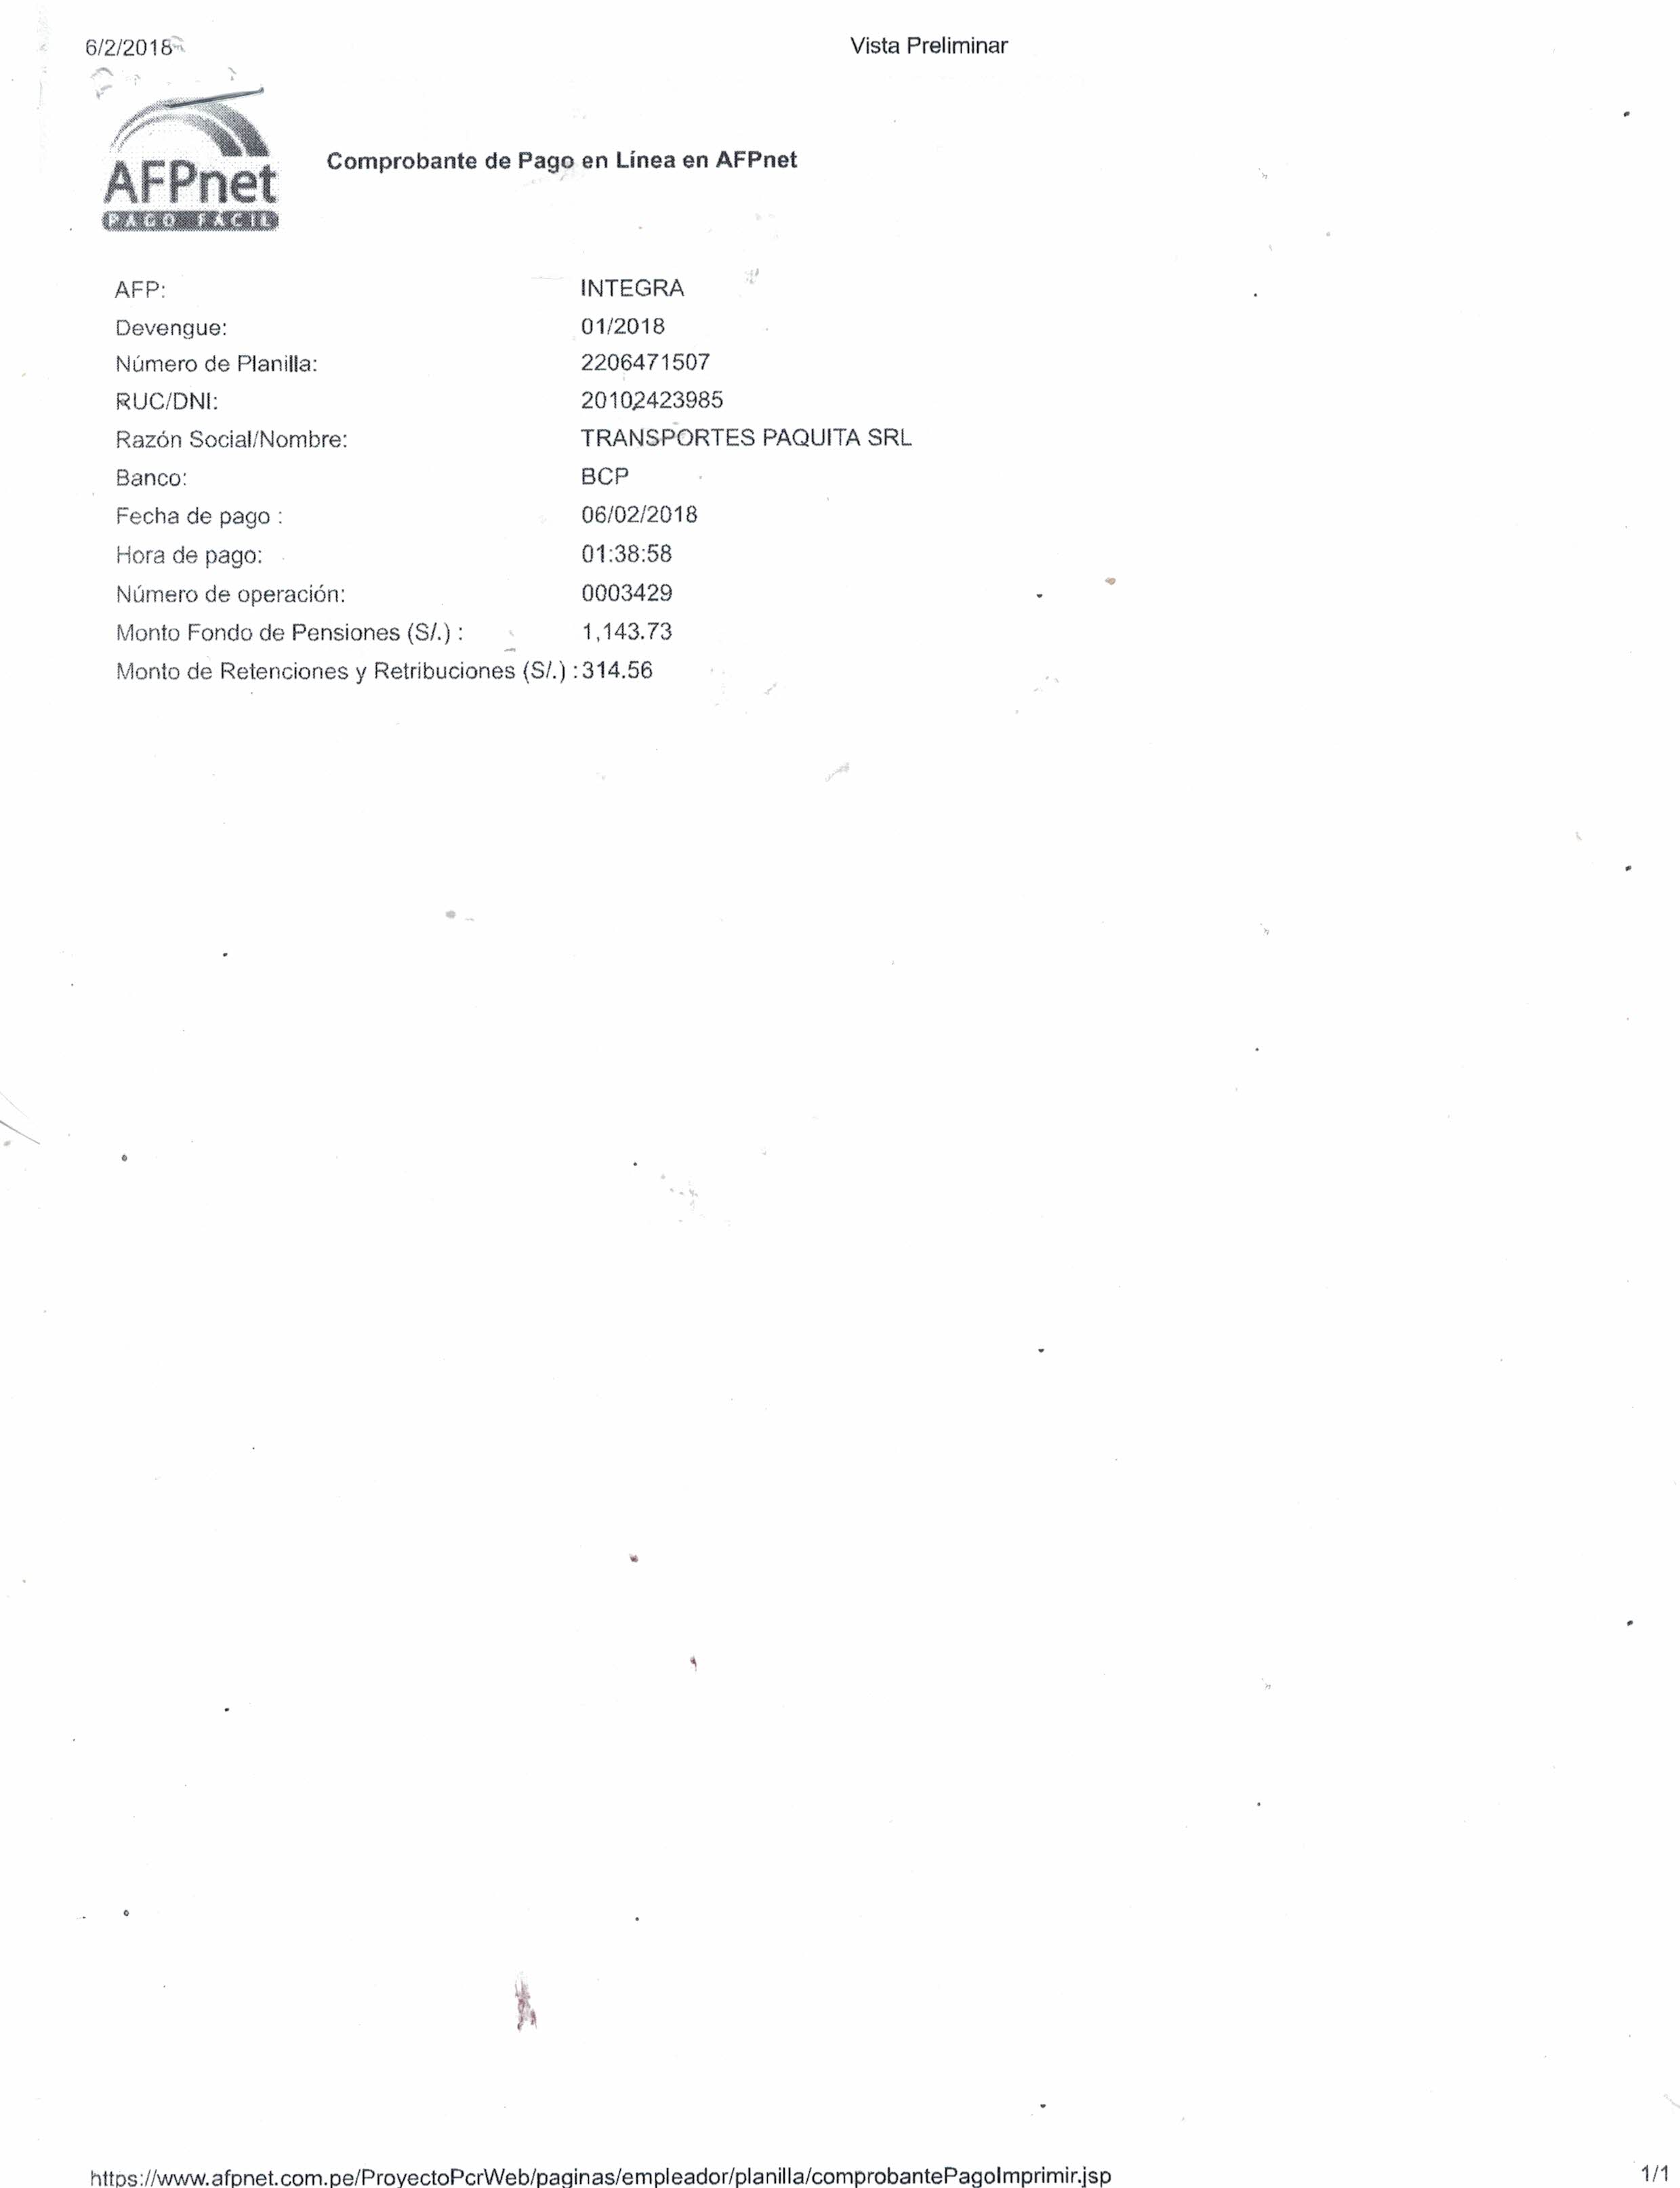 6/2/2018
Vista Preliminar
AFPnet
PAGO FÁCIL
Comprobante de Pago en Línea en AFPnet
AFP: INTEGRA
Devengue: 01/2018
Número de Planilla: 2206471507
RUC/DNI: 20102423985
Razón Social/Nombre: TRANSPORTES PAQUITA SRL
Banco: BCP
Fecha de pago : 06/02/2018
Hora de pago: 01:38:58
Número de operación: 0003429
Monto Fondo de Pensiones (S/.) : 1,143.73
Monto de Retenciones y Retribuciones (S/.) : 314.56
https://www.afpnet.com.pe/ProyectoPcrWeb/paginas/empleador/planilla/comprobantePagoImprimir.jsp
1/1